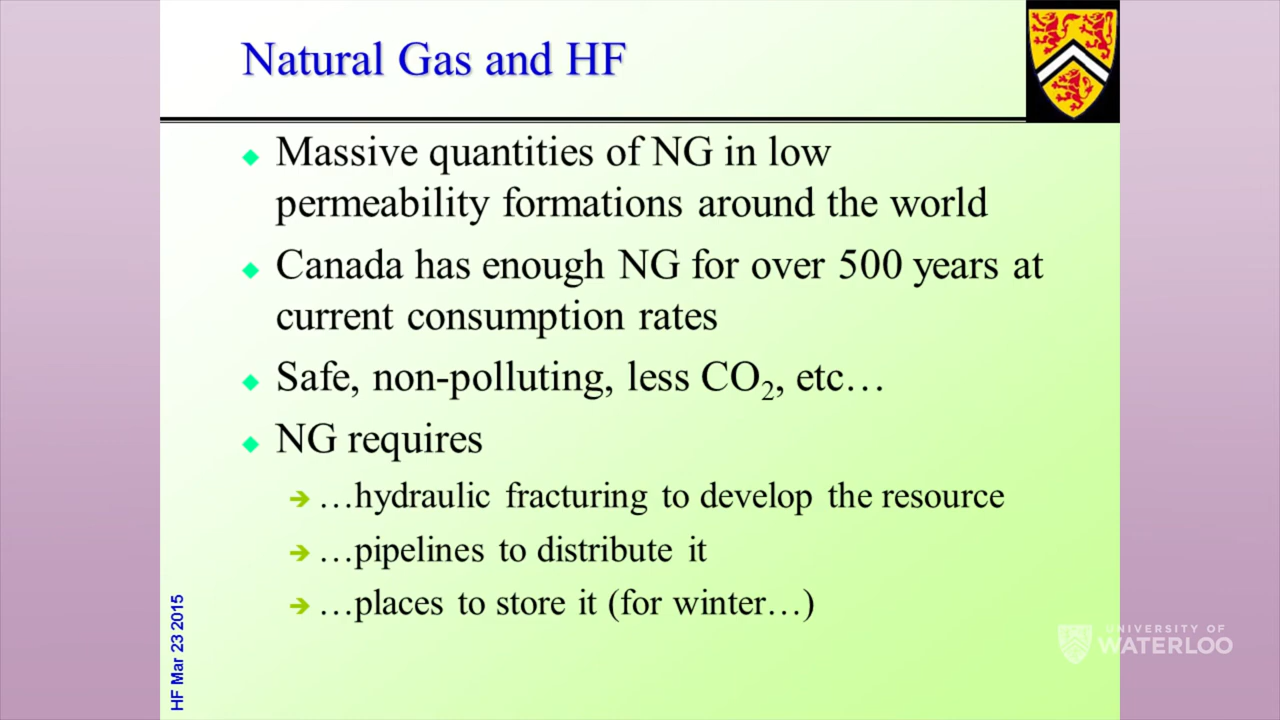 Natural Gas and HF
Massive quantities of NG in low
permeability formations around the world
Canada has enough NG for over 500 years at
current consumption rates
Safe, non-polluting, less CO₂, etc…
NG requires
…hydraulic fracturing to develop the resource
…pipelines to distribute it
…places to store it (for winter…)
HF Mar 23 2015
UNIVERSITY OF
WATERLOO